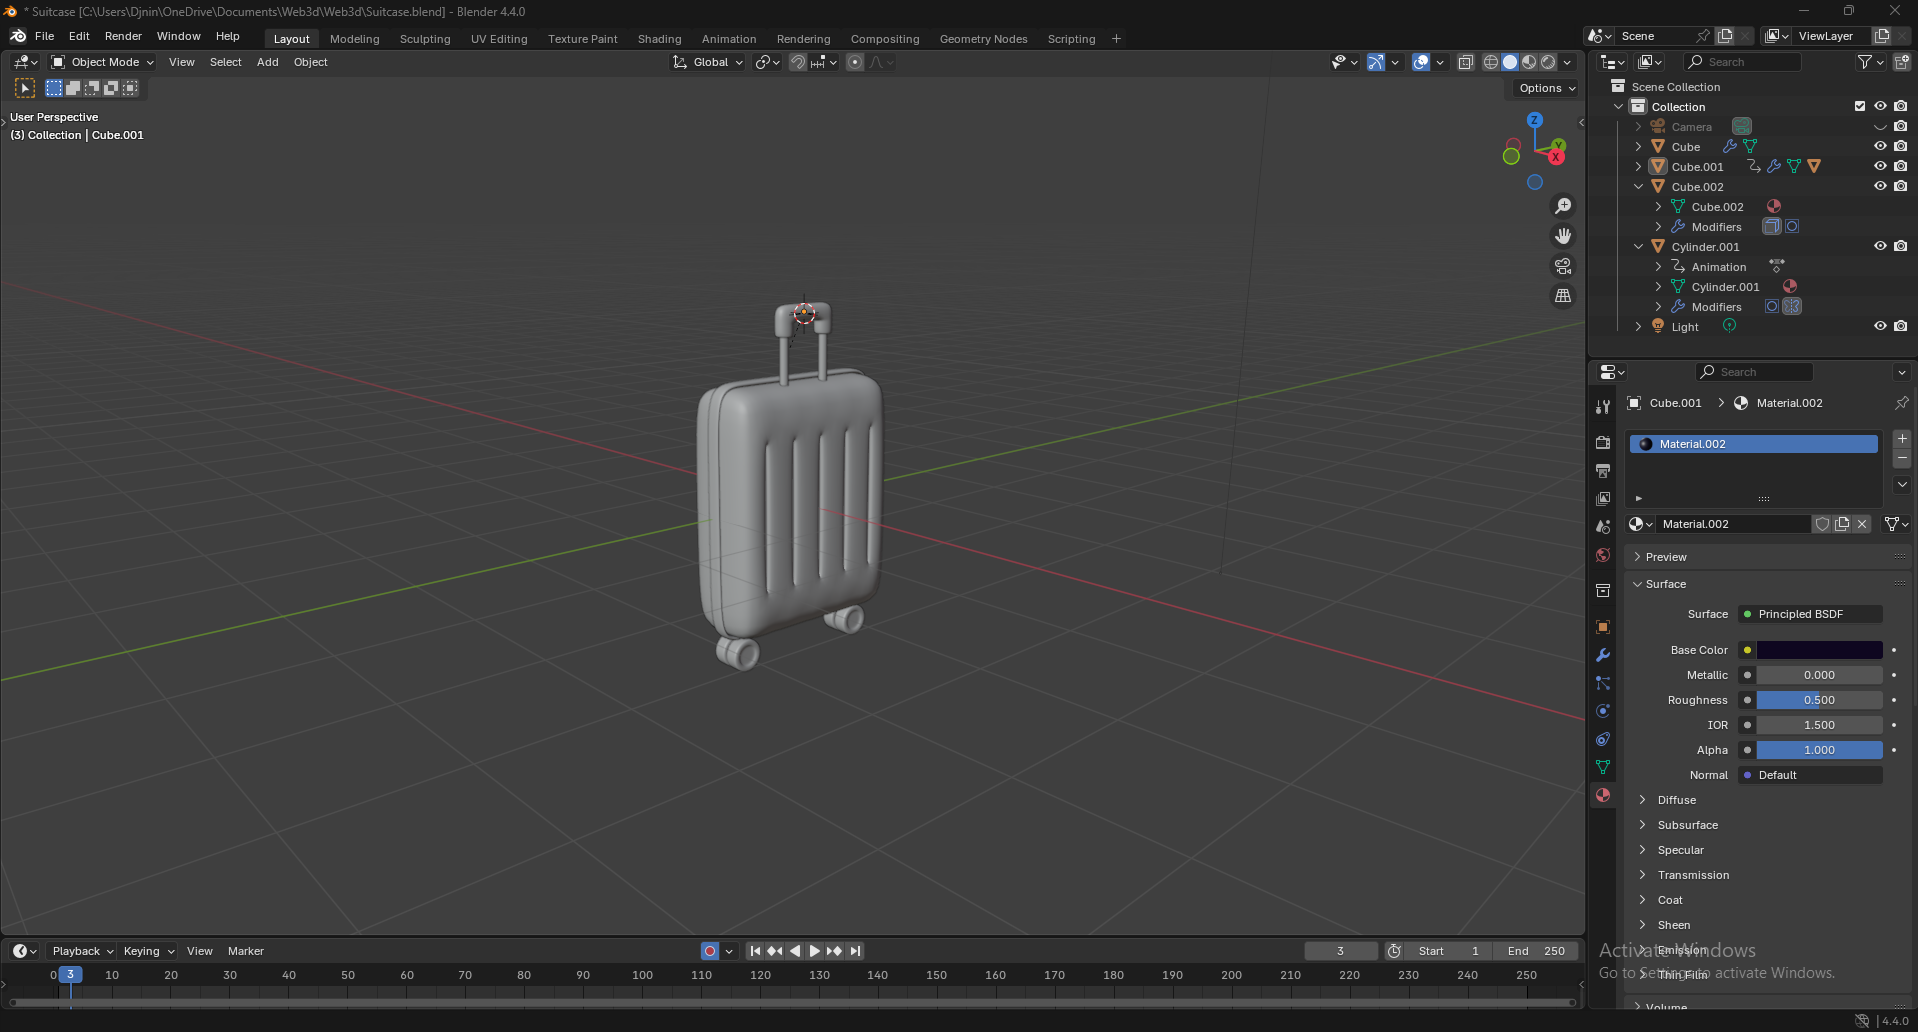 * Suitcase [C:\Users\Djnin\OneDrive\Documents\Web3d\Web3d\Suitcase.blend] - Blender 4.4.0
File Edit Render Window Help Layout Modeling Sculpting UV Editing Texture Paint Shading Animation Rendering Compositing Geometry Nodes Scripting + Scene ViewLayer
Object Mode View Select Add Object Global Search
Options
User Perspective
(3) Collection | Cube.001
Z
Y
X
Scene Collection
Collection
Camera
Cube
Cube.001
Cube.002
Cube.002
Modifiers
Cylinder.001
Animation
Cylinder.001
Modifiers
Light
Search
Cube.001 > Material.002
Material.002
Material.002
Preview
Surface
Surface Principled BSDF
Base Color
Metallic 0.000
Roughness 0.500
IOR 1.500
Alpha 1.000
Normal Default
Diffuse
Subsurface
Specular
Transmission
Coat
Sheen
Emission
Thin Film
Volume
Activate Windows
Go to Settings to activate Windows.
Playback Keying View Marker 3 Start 1 End 250
0 3 10 20 30 40 50 60 70 80 90 100 110 120 130 140 150 160 170 180 190 200 210 220 230 240 250
4.4.0